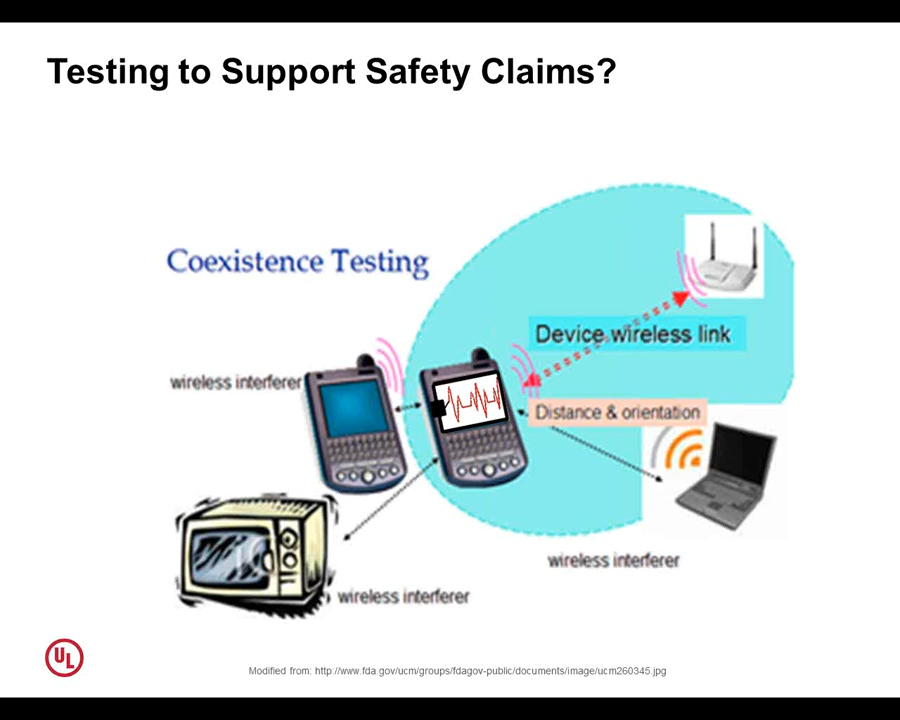 Testing to Support Safety Claims?
Coexistence Testing
Device wireless link
wireless interferer
Distance & orientation
wireless interferer
wireless interferer
UL
Modified from: http://www.fda.gov/ucm/groups/fdagov-public/documents/image/ucm260345.jpg